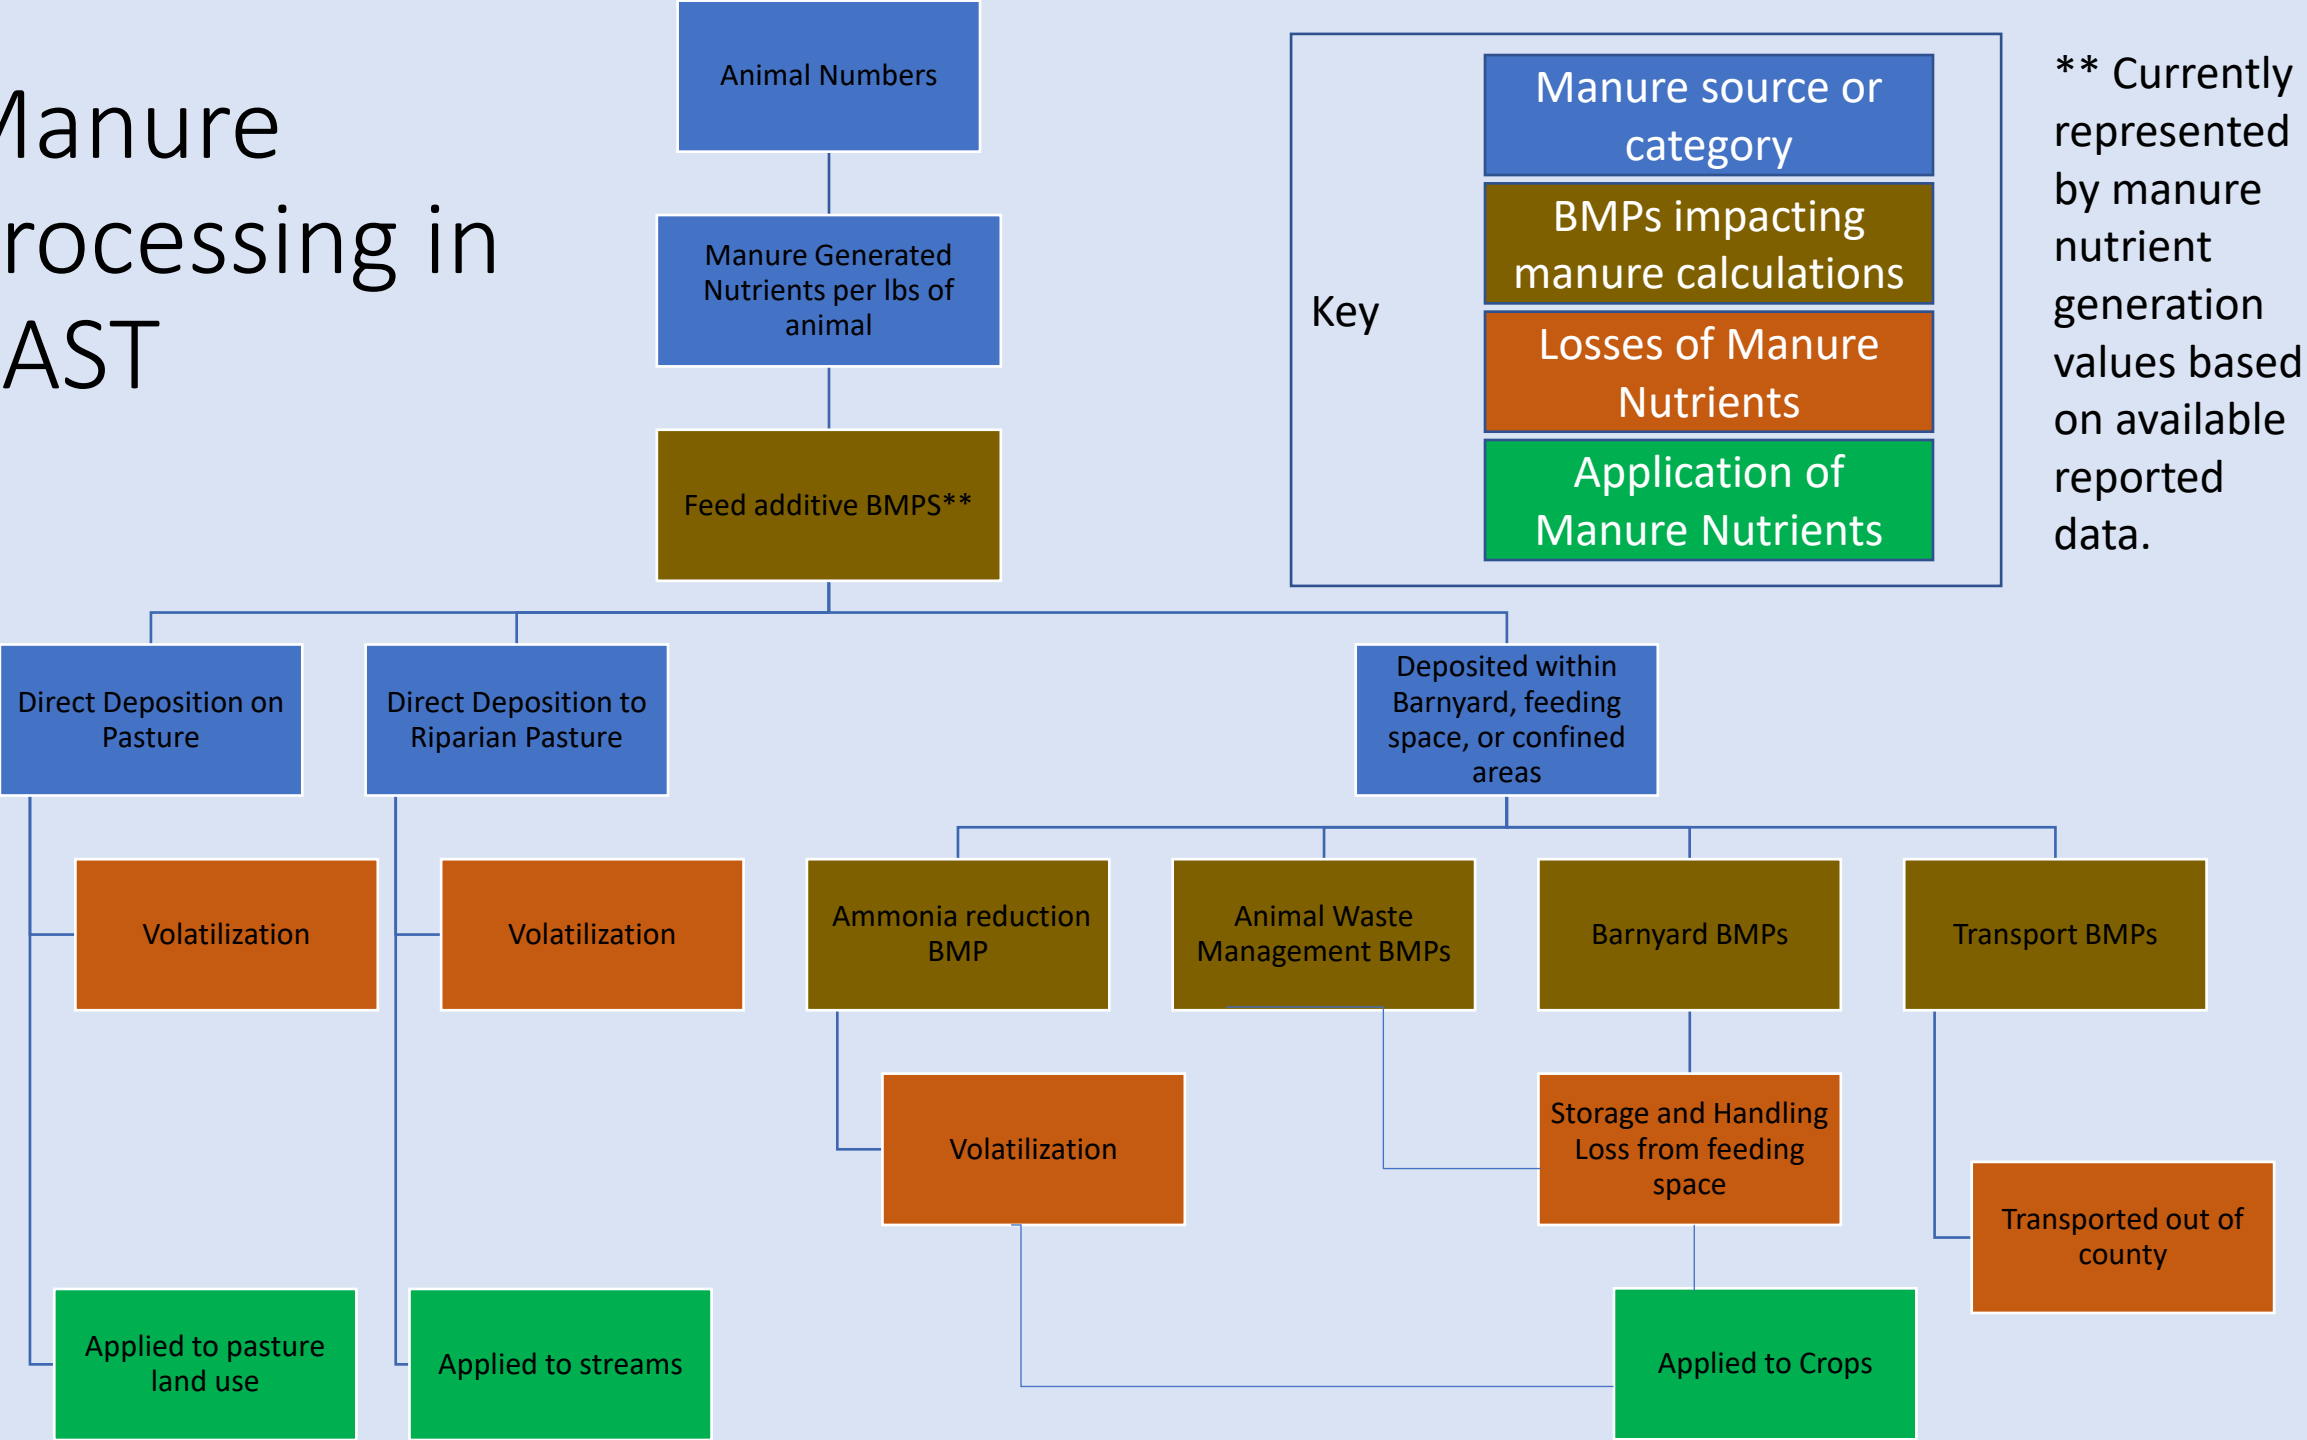 Manure
rocessing in
AST
Animal Numbers
Manure Generated
Nutrients per lbs of
animal
Feed additive BMPS**
Key
Manure source or
category
BMPs impacting
manure calculations
Losses of Manure
Nutrients
Application of
Manure Nutrients
** Currently
represented
by manure
nutrient
generation
values based
on available
reported
data.
Direct Deposition on
Pasture
Direct Deposition to
Riparian Pasture
Deposited within
Barnyard, feeding
space, or confined
areas
Volatilization
Volatilization
Ammonia reduction
BMP
Animal Waste
Management BMPs
Barnyard BMPs
Transport BMPs
Volatilization
Storage and Handling
Loss from feeding
space
Transported out of
county
Applied to pasture
land use
Applied to streams
Applied to Crops